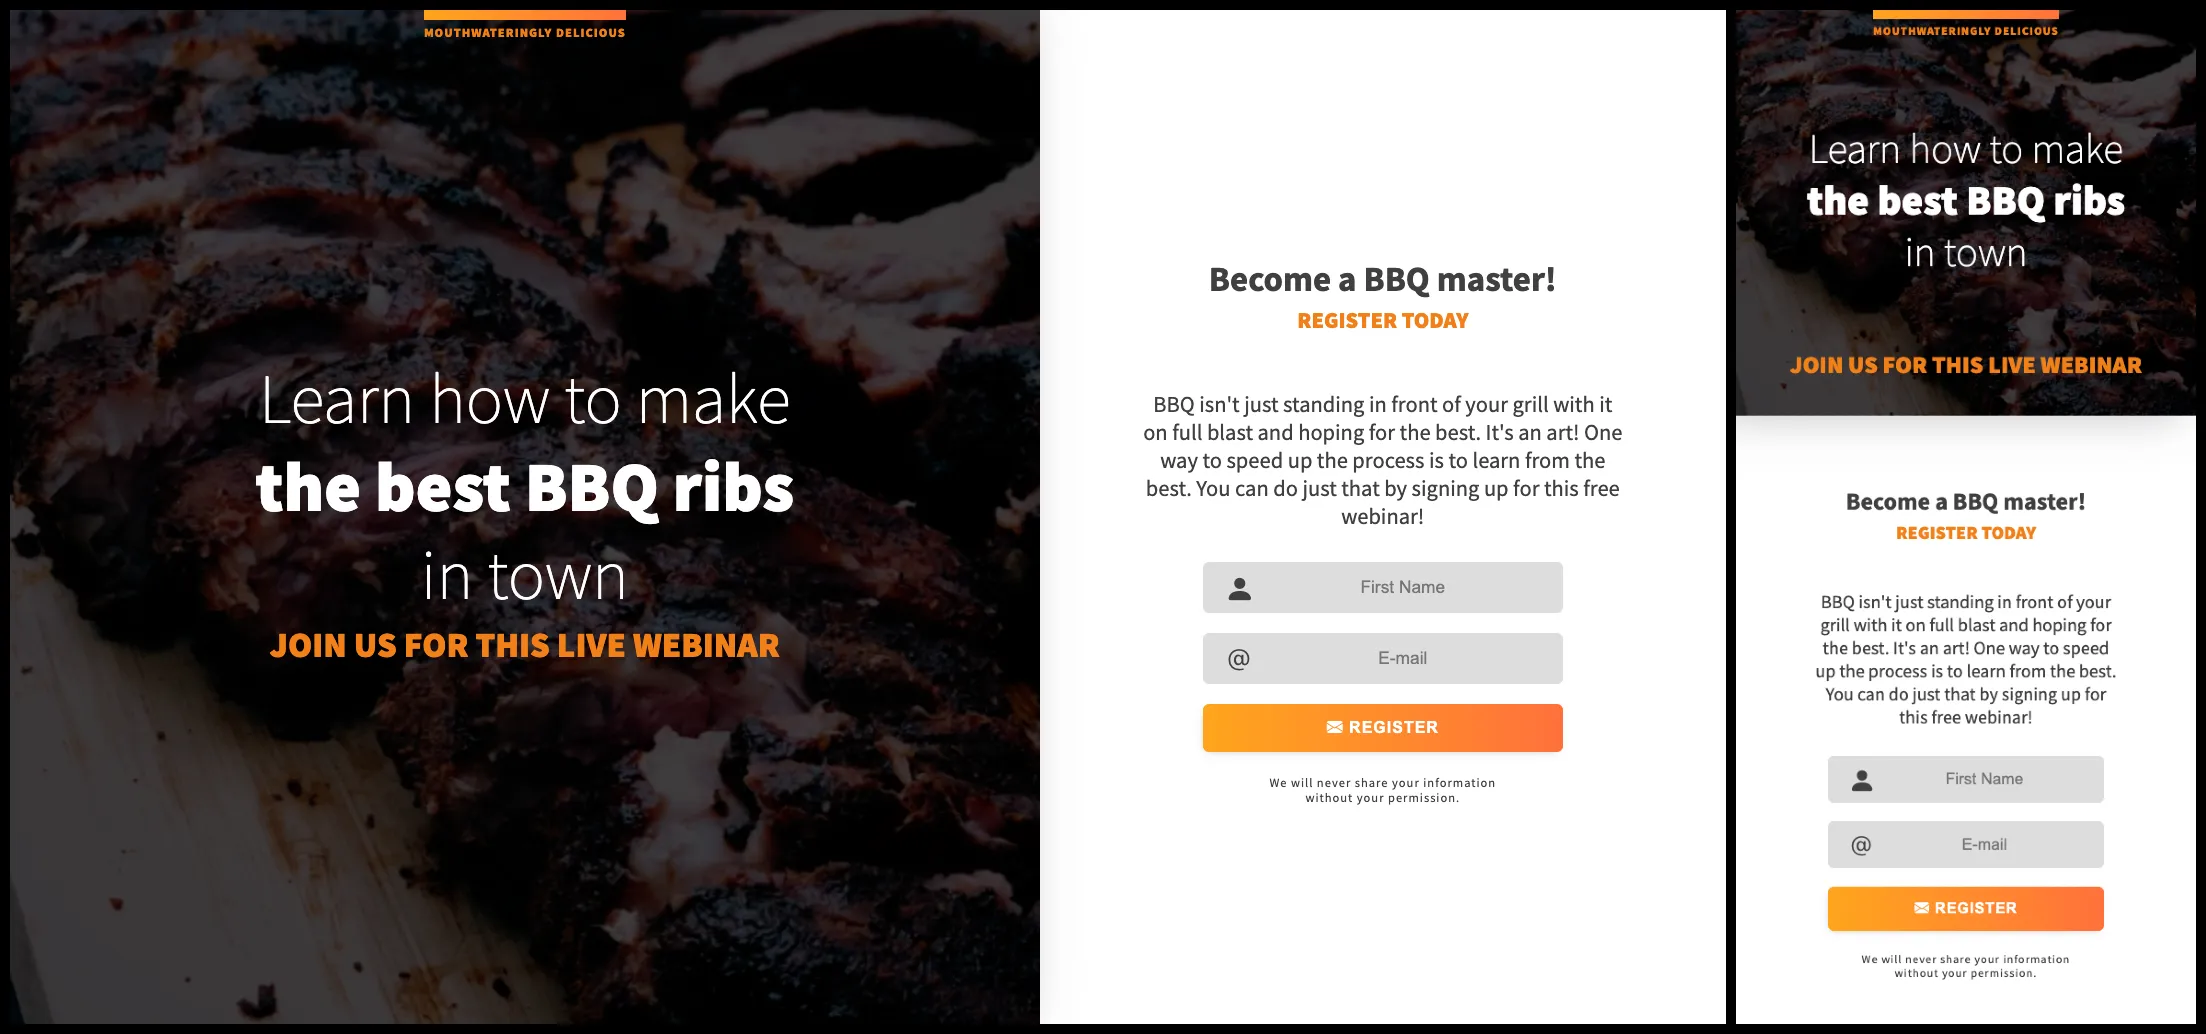 MOUTHWATERINGLY DELICIOUS
Learn how to make
the best BBQ ribs
in town
JOIN US FOR THIS LIVE WEBINAR
Become a BBQ master!
REGISTER TODAY
BBQ isn't just standing in front of your grill with it
on full blast and hoping for the best. It's an art! One
way to speed up the process is to learn from the
best. You can do just that by signing up for this free
webinar!
First Name
@ E-mail
REGISTER
We will never share your information
without your permission.
MOUTHWATERINGLY DELICIOUS
Learn how to make
the best BBQ ribs
in town
JOIN US FOR THIS LIVE WEBINAR
Become a BBQ master!
REGISTER TODAY
BBQ isn't just standing in front of your
grill with it on full blast and hoping for
the best. It's an art! One way to speed
up the process is to learn from the best.
You can do just that by signing up for
this free webinar!
First Name
@ E-mail
REGISTER
We will never share your information
without your permission.